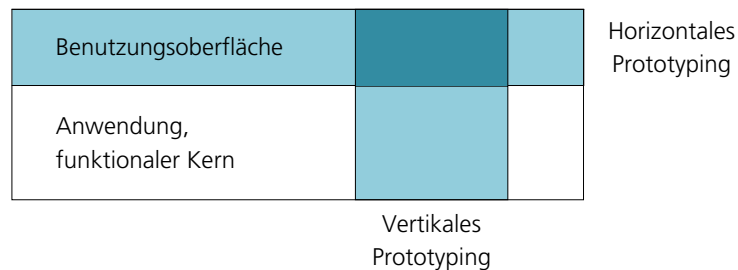 Benutzungsoberfläche
Horizontales
Prototyping
Anwendung,
funktionaler Kern
Vertikales
Prototyping